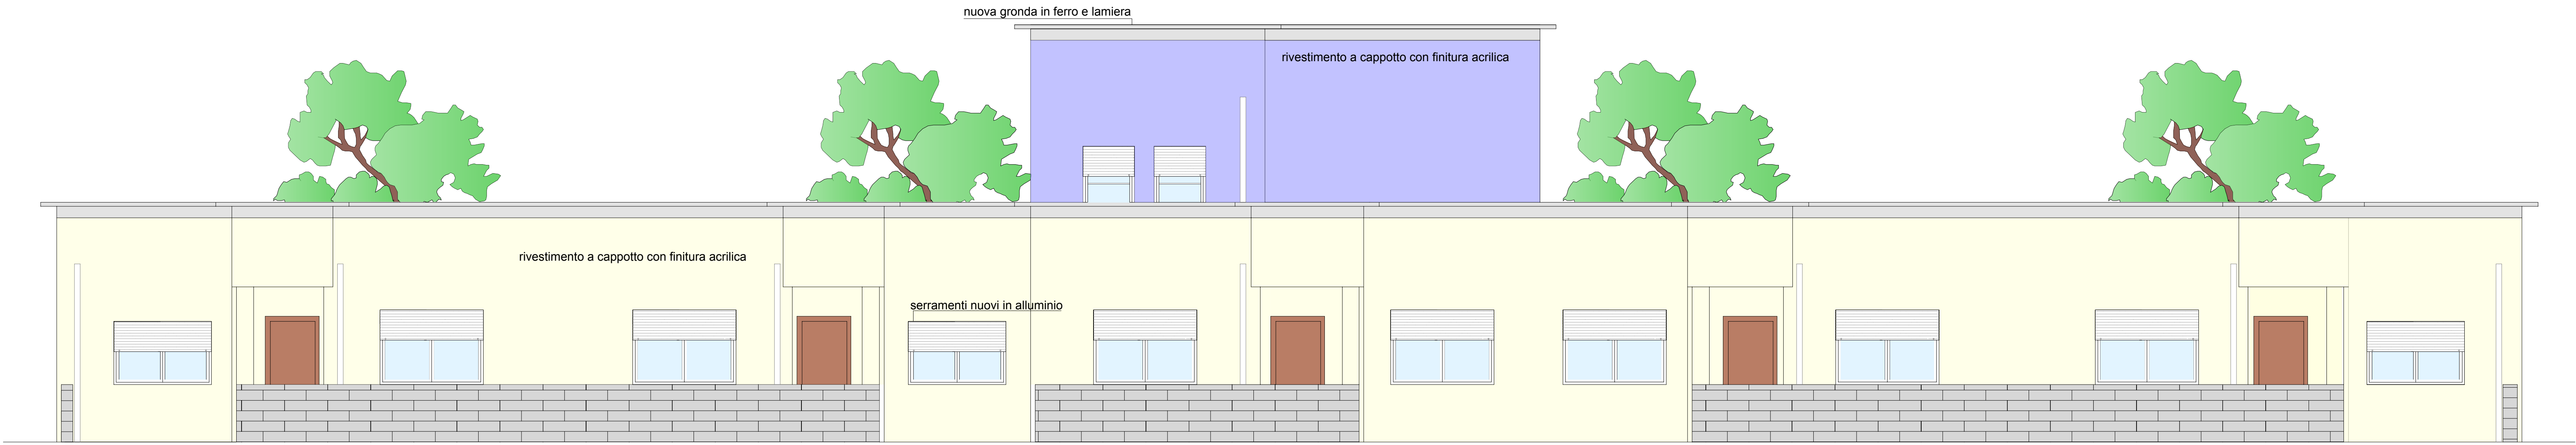 nuova gronda in ferro e lamiera
rivestimento a cappotto con finitura acrilica
rivestimento a cappotto con finitura acrilica
serramenti nuovi in alluminio